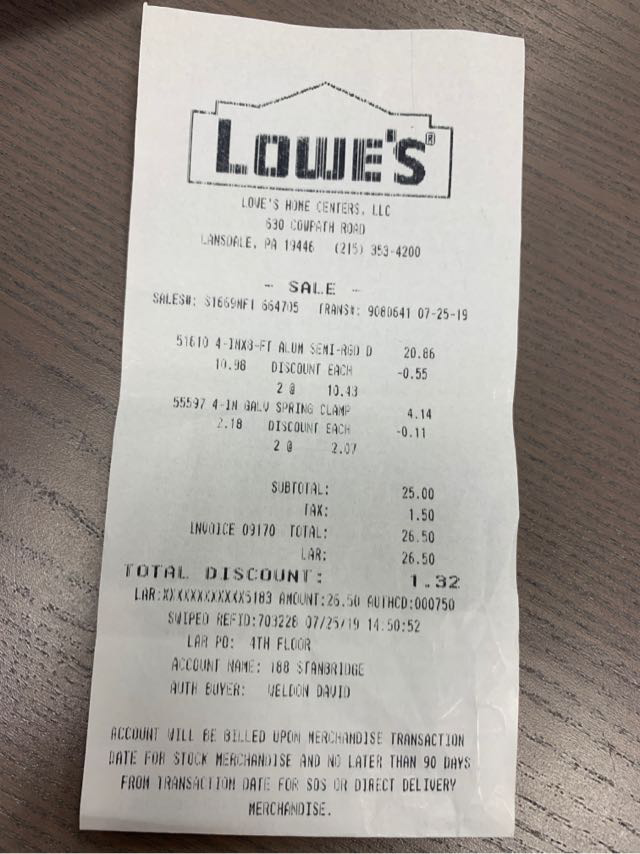 LOWE'S®
LOWE'S HOME CENTERS, LLC
630 COWPATH ROAD
LANSDALE, PA 19446 (215) 353-4200
- SALE -
SALES#: S1669MF1 664705 TRANS#: 9080641 07-25-19
51610 4-INX8-FT ALUM SEMI-RGD D 20.86
10.98 DISCOUNT EACH -0.55
2 @ 10.43
55597 4-IN GALV SPRING CLAMP 4.14
2.18 DISCOUNT EACH -0.11
2 @ 2.07
SUBTOTAL: 25.00
TAX: 1.50
INVOICE 09170 TOTAL: 26.50
LAR: 26.50
TOTAL DISCOUNT: 1.32
LAR:XXXXXXXXXXXX5183 AMOUNT:26.50 AUTHCD:000750
SWIPED REFID:703228 07/25/19 14:50:52
LAR PO: 4TH FLOOR
ACCOUNT NAME: 188 STANBRIDGE
AUTH BUYER: WELDON DAVID
ACCOUNT WILL BE BILLED UPON MERCHANDISE TRANSACTION
DATE FOR STOCK MERCHANDISE AND NO LATER THAN 90 DAYS
FROM TRANSACTION DATE FOR SOS OR DIRECT DELIVERY
MERCHANDISE.